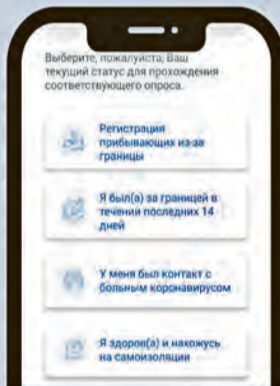 Выберите, пожалуйста, Ваш
текущий статус для прохождения
соответствующего опроса.
Регистрация
прибывающих из-за
границы
Я был(а) за границей в
течении последних 14
дней
У меня был контакт с
больным коронавирусом
Я здоров(а) и нахожусь
на самоизоляции